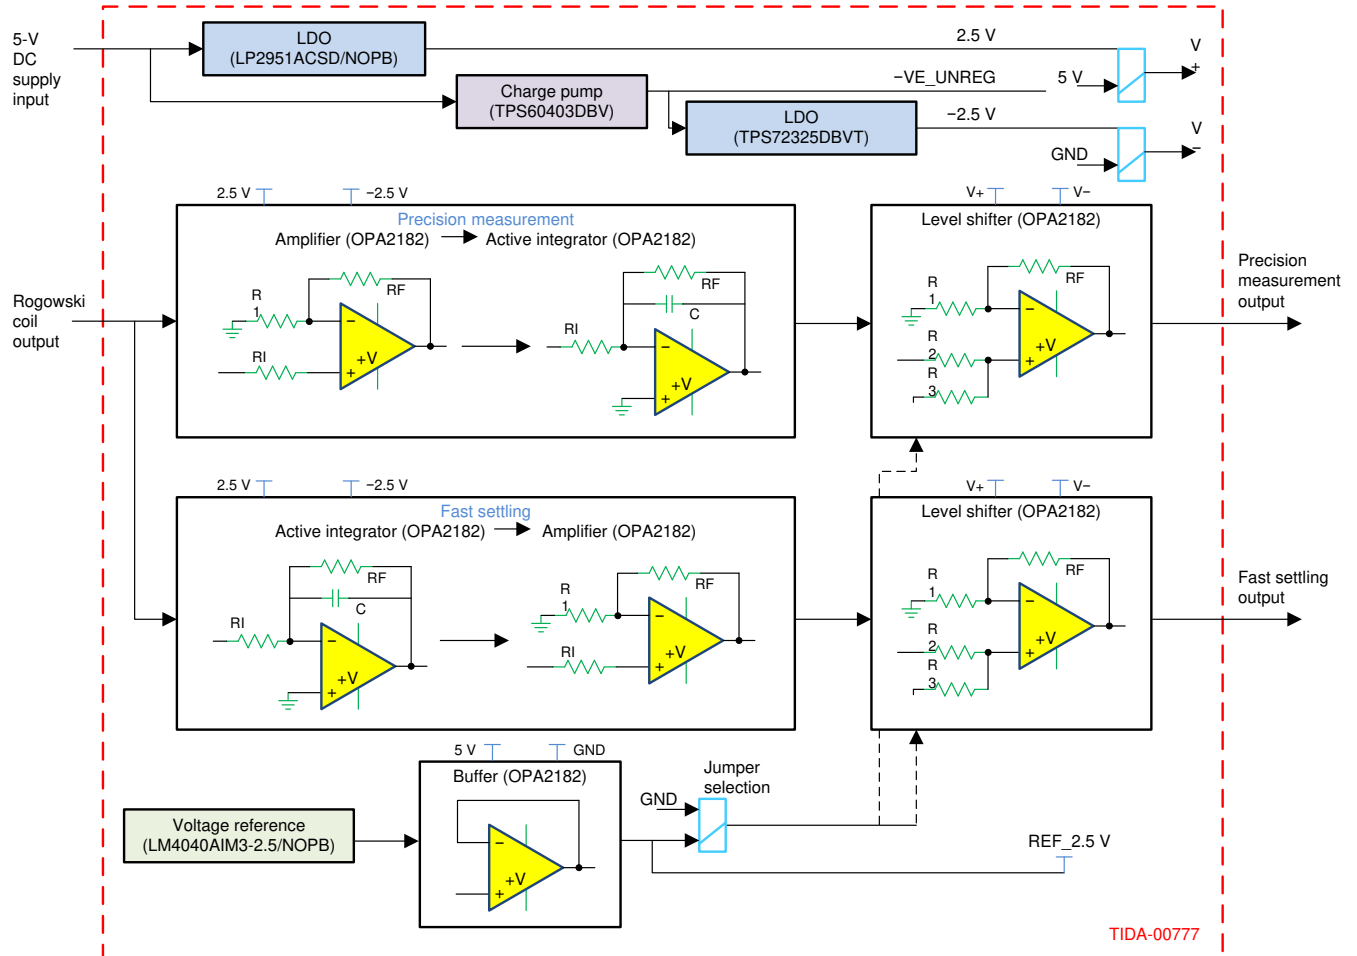 5-V
DC
supply
input
LDO
(LP2951ACSD/NOPB)
2.5 V
V
+
Charge pump
(TPS60403DBV)
−VE_UNREG
5 V
LDO
(TPS72325DBVT)
−2.5 V
V
−
GND
2.5 V
−2.5 V
Precision measurement
Amplifier (OPA2182)
Active integrator (OPA2182)
R
1
RF
−
+V
+
RI
RF
C
RI
−
+V
+
V+
V−
Level shifter (OPA2182)
R
1
RF
−
+V
+
R
2
R
3
Rogowski
coil
output
Precision
measurement
output
2.5 V
−2.5 V
Fast settling
Active integrator (OPA2182)
Amplifier (OPA2182)
RF
C
RI
−
+V
+
R
1
RF
−
+V
+
RI
V+
V−
Level shifter (OPA2182)
R
1
RF
−
+V
+
R
2
R
3
Fast settling
output
5 V
GND
Buffer (OPA2182)
−
+V
+
Voltage reference
(LM4040AIM3-2.5/NOPB)
Jumper
selection
GND
REF_2.5 V
TIDA-00777